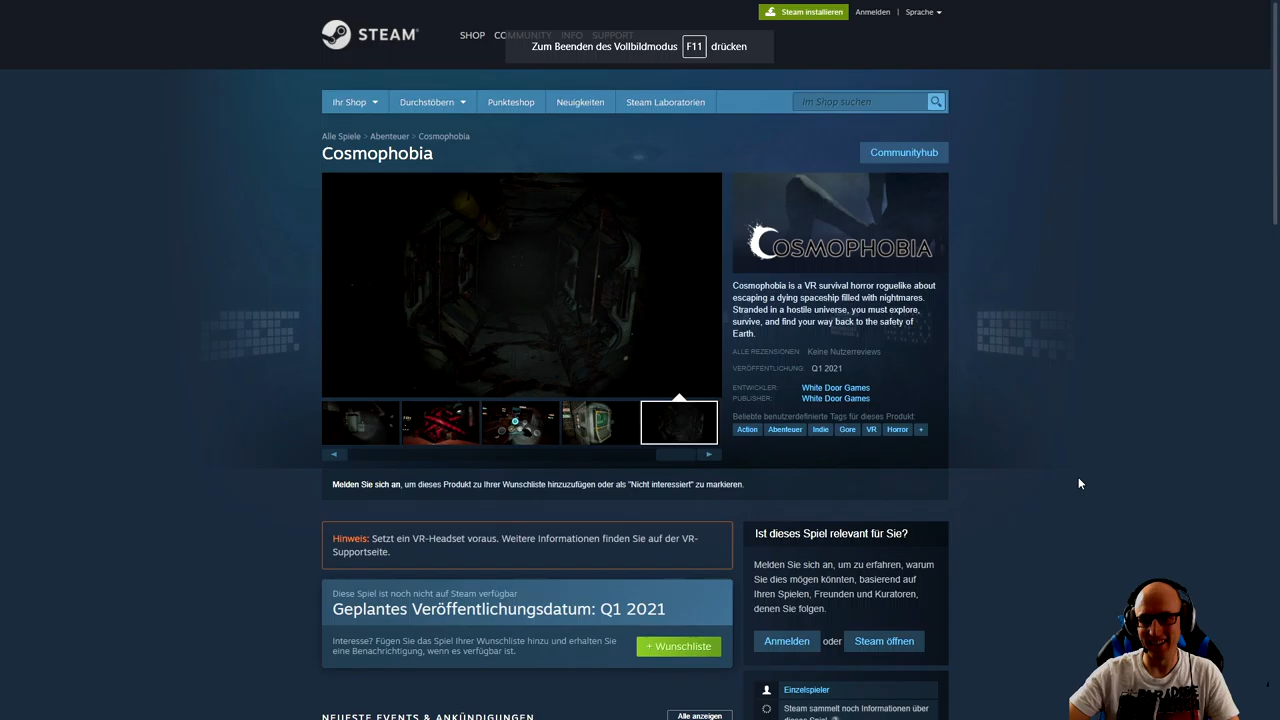 Steam installieren
Anmelden
Sprache
STEAM
SHOP
COMMUNITY
INFO
SUPPORT
Zum Beenden des Vollbildmodus F11 drücken
Ihr Shop
Durchstöbern
Punkteshop
Neuigkeiten
Steam Laboratorien
Im Shop suchen
Alle Spiele > Abenteuer > Cosmophobia
Cosmophobia
Communityhub
COSMOPHOBIA
Cosmophobia is a VR survival horror roguelike about
escaping a dying spaceship filled with nightmares.
Stranded in a hostile universe, you must explore,
survive, and find your way back to the safety of
Earth.
ALLE REZENSIONEN: Keine Nutzerreviews
VERÖFFENTLICHUNG: Q1 2021
ENTWICKLER: White Door Games
PUBLISHER: White Door Games
Beliebte benutzerdefinierte Tags für dieses Produkt:
Action
Abenteuer
Indie
Gore
VR
Horror
+
Melden Sie sich an, um dieses Produkt zu Ihrer Wunschliste hinzuzufügen oder als "Nicht interessiert" zu markieren.
Hinweis: Setzt ein VR-Headset voraus. Weitere Informationen finden Sie auf der VR-
Supportseite.
Diese Spiel ist noch nicht auf Steam verfügbar
Geplantes Veröffentlichungsdatum: Q1 2021
Interesse? Fügen Sie das Spiel Ihrer Wunschliste hinzu und erhalten Sie
eine Benachrichtigung, wenn es verfügbar ist.
+ Wunschliste
Ist dieses Spiel relevant für Sie?
Melden Sie sich an, um zu erfahren, warum
Sie dies mögen könnten, basierend auf
Ihren Spielen, Freunden und Kuratoren,
denen Sie folgen.
Anmelden oder Steam öffnen
Einzelspieler
Steam sammelt noch Informationen über
NEUESTE EVENTS & ANKÜNDIGUNGEN
Alle anzeigen